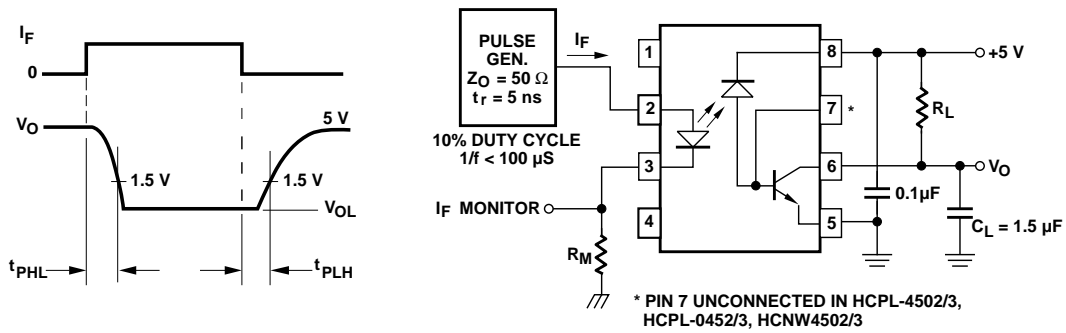 I_F
0
V_O
5 V
1.5 V
1.5 V
V_OL
t_PHL
t_PLH
PULSE
GEN.
Z_O = 50 Ω
t_r = 5 ns
I_F
10% DUTY CYCLE
1/f < 100 µS
I_F MONITOR
R_M
1
2
3
4
8
7
*
6
5
+5 V
R_L
V_O
0.1µF
C_L = 1.5 µF
* PIN 7 UNCONNECTED IN HCPL-4502/3,
HCPL-0452/3, HCNW4502/3